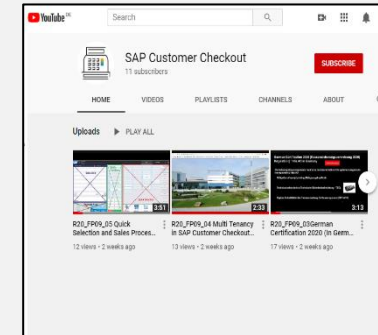 YouTube DE
Search
SAP Customer Checkout
11 subscribers
SUBSCRIBE
HOME VIDEOS PLAYLISTS CHANNELS ABOUT
Uploads PLAY ALL
3:51
2:33
3:13
R20_FP09_05 Quick
Selection and Sales Proces...
12 views • 2 weeks ago
R20_FP09_04 Multi Tenancy
in SAP Customer Checkout...
13 views • 2 weeks ago
R20_FP09_03German
Certification 2020 (in Germ...
17 views • 2 weeks ago